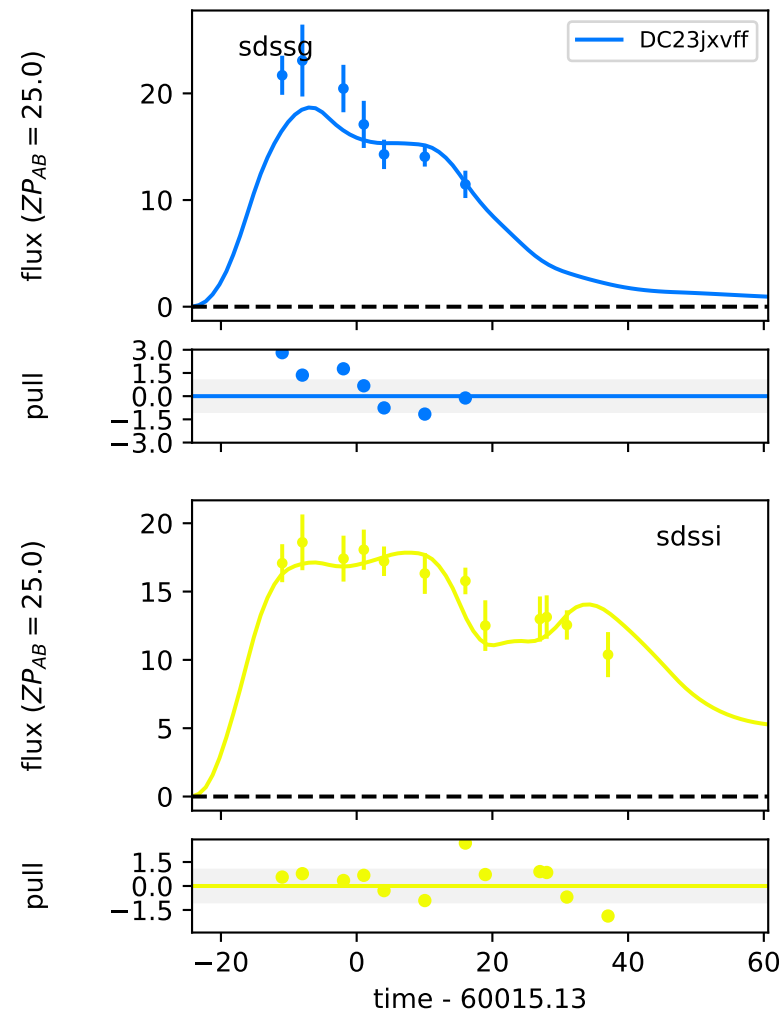 sdssg
DC23jxvff
flux (ZP_AB = 25.0)
20
10
0
pull
3.0
1.5
0.0
−1.5
−3.0
sdssi
flux (ZP_AB = 25.0)
20
15
10
5
0
pull
1.5
0.0
−1.5
−20 0 20 40 60
time - 60015.13